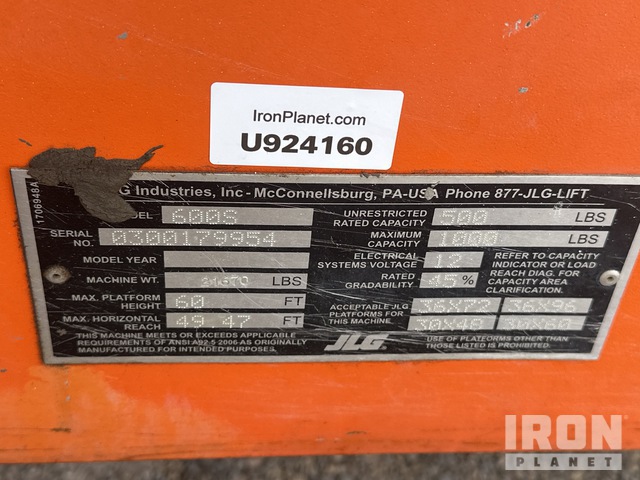 IronPlanet.com
U924160
1706948A
Industries, Inc - McConnellsburg, PA-USA Phone 877-JLG-LIFT
600S
SERIAL NO. 0300179954
MODEL YEAR
MACHINE WT. LBS
MAX. PLATFORM HEIGHT 60 FT
MAX. HORIZONTAL REACH 49.47 FT
THIS MACHINE MEETS OR EXCEEDS APPLICABLE
REQUIREMENTS OF ANSI A92.5 2006 AS ORIGINALLY
MANUFACTURED FOR INTENDED PURPOSES.
UNRESTRICTED RATED CAPACITY 500 LBS
MAXIMUM CAPACITY 1000 LBS
ELECTRICAL SYSTEMS VOLTAGE 12
RATED GRADABILITY 45 %
REFER TO CAPACITY
INDICATOR OR LOAD
REACH DIAG. FOR
CAPACITY AREA
CLARIFICATION.
ACCEPTABLE JLG
PLATFORMS FOR
THIS MACHINE.
36X72 36X96
30X48
JLG
USE OF PLATFORMS OTHER THAN
THOSE LISTED IS PROHIBITED.
IRON
PLANET